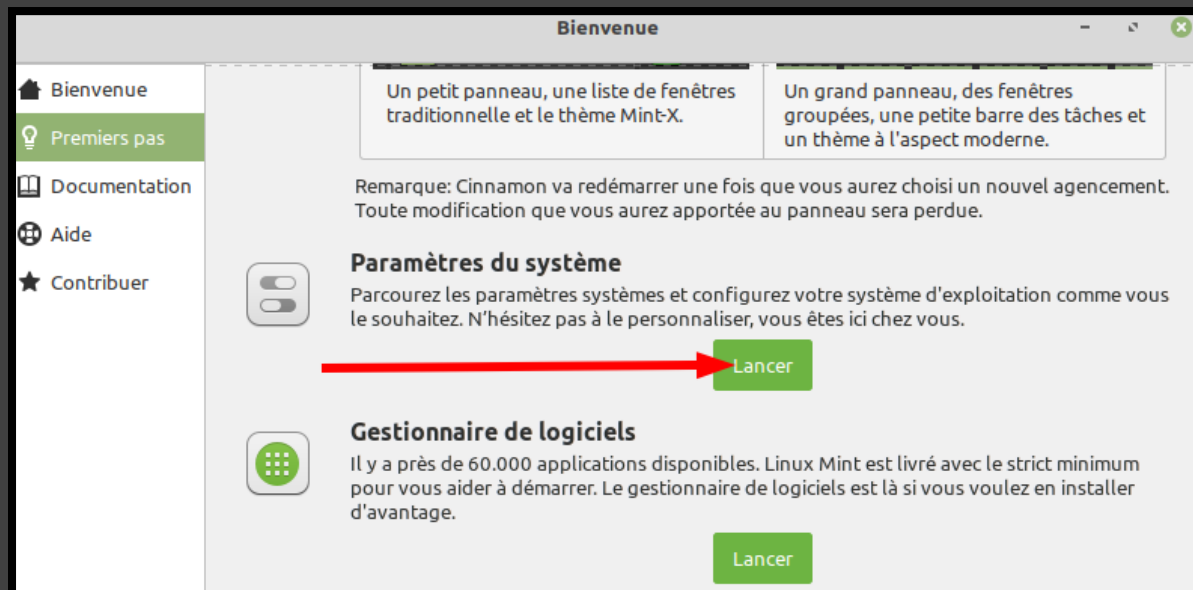 Bienvenue
Bienvenue
Premiers pas
Documentation
Aide
Contribuer
Un petit panneau, une liste de fenêtres
traditionnelle et le thème Mint-X.
Un grand panneau, des fenêtres
groupées, une petite barre des tâches et
un thème à l'aspect moderne.
Remarque: Cinnamon va redémarrer une fois que vous aurez choisi un nouvel agencement.
Toute modification que vous aurez apportée au panneau sera perdue.
Paramètres du système
Parcourez les paramètres systèmes et configurez votre système d'exploitation comme vous
le souhaitez. N’hésitez pas à le personnaliser, vous êtes ici chez vous.
Lancer
Gestionnaire de logiciels
Il y a près de 60.000 applications disponibles. Linux Mint est livré avec le strict minimum
pour vous aider à démarrer. Le gestionnaire de logiciels est là si vous voulez en installer
d'avantage.
Lancer